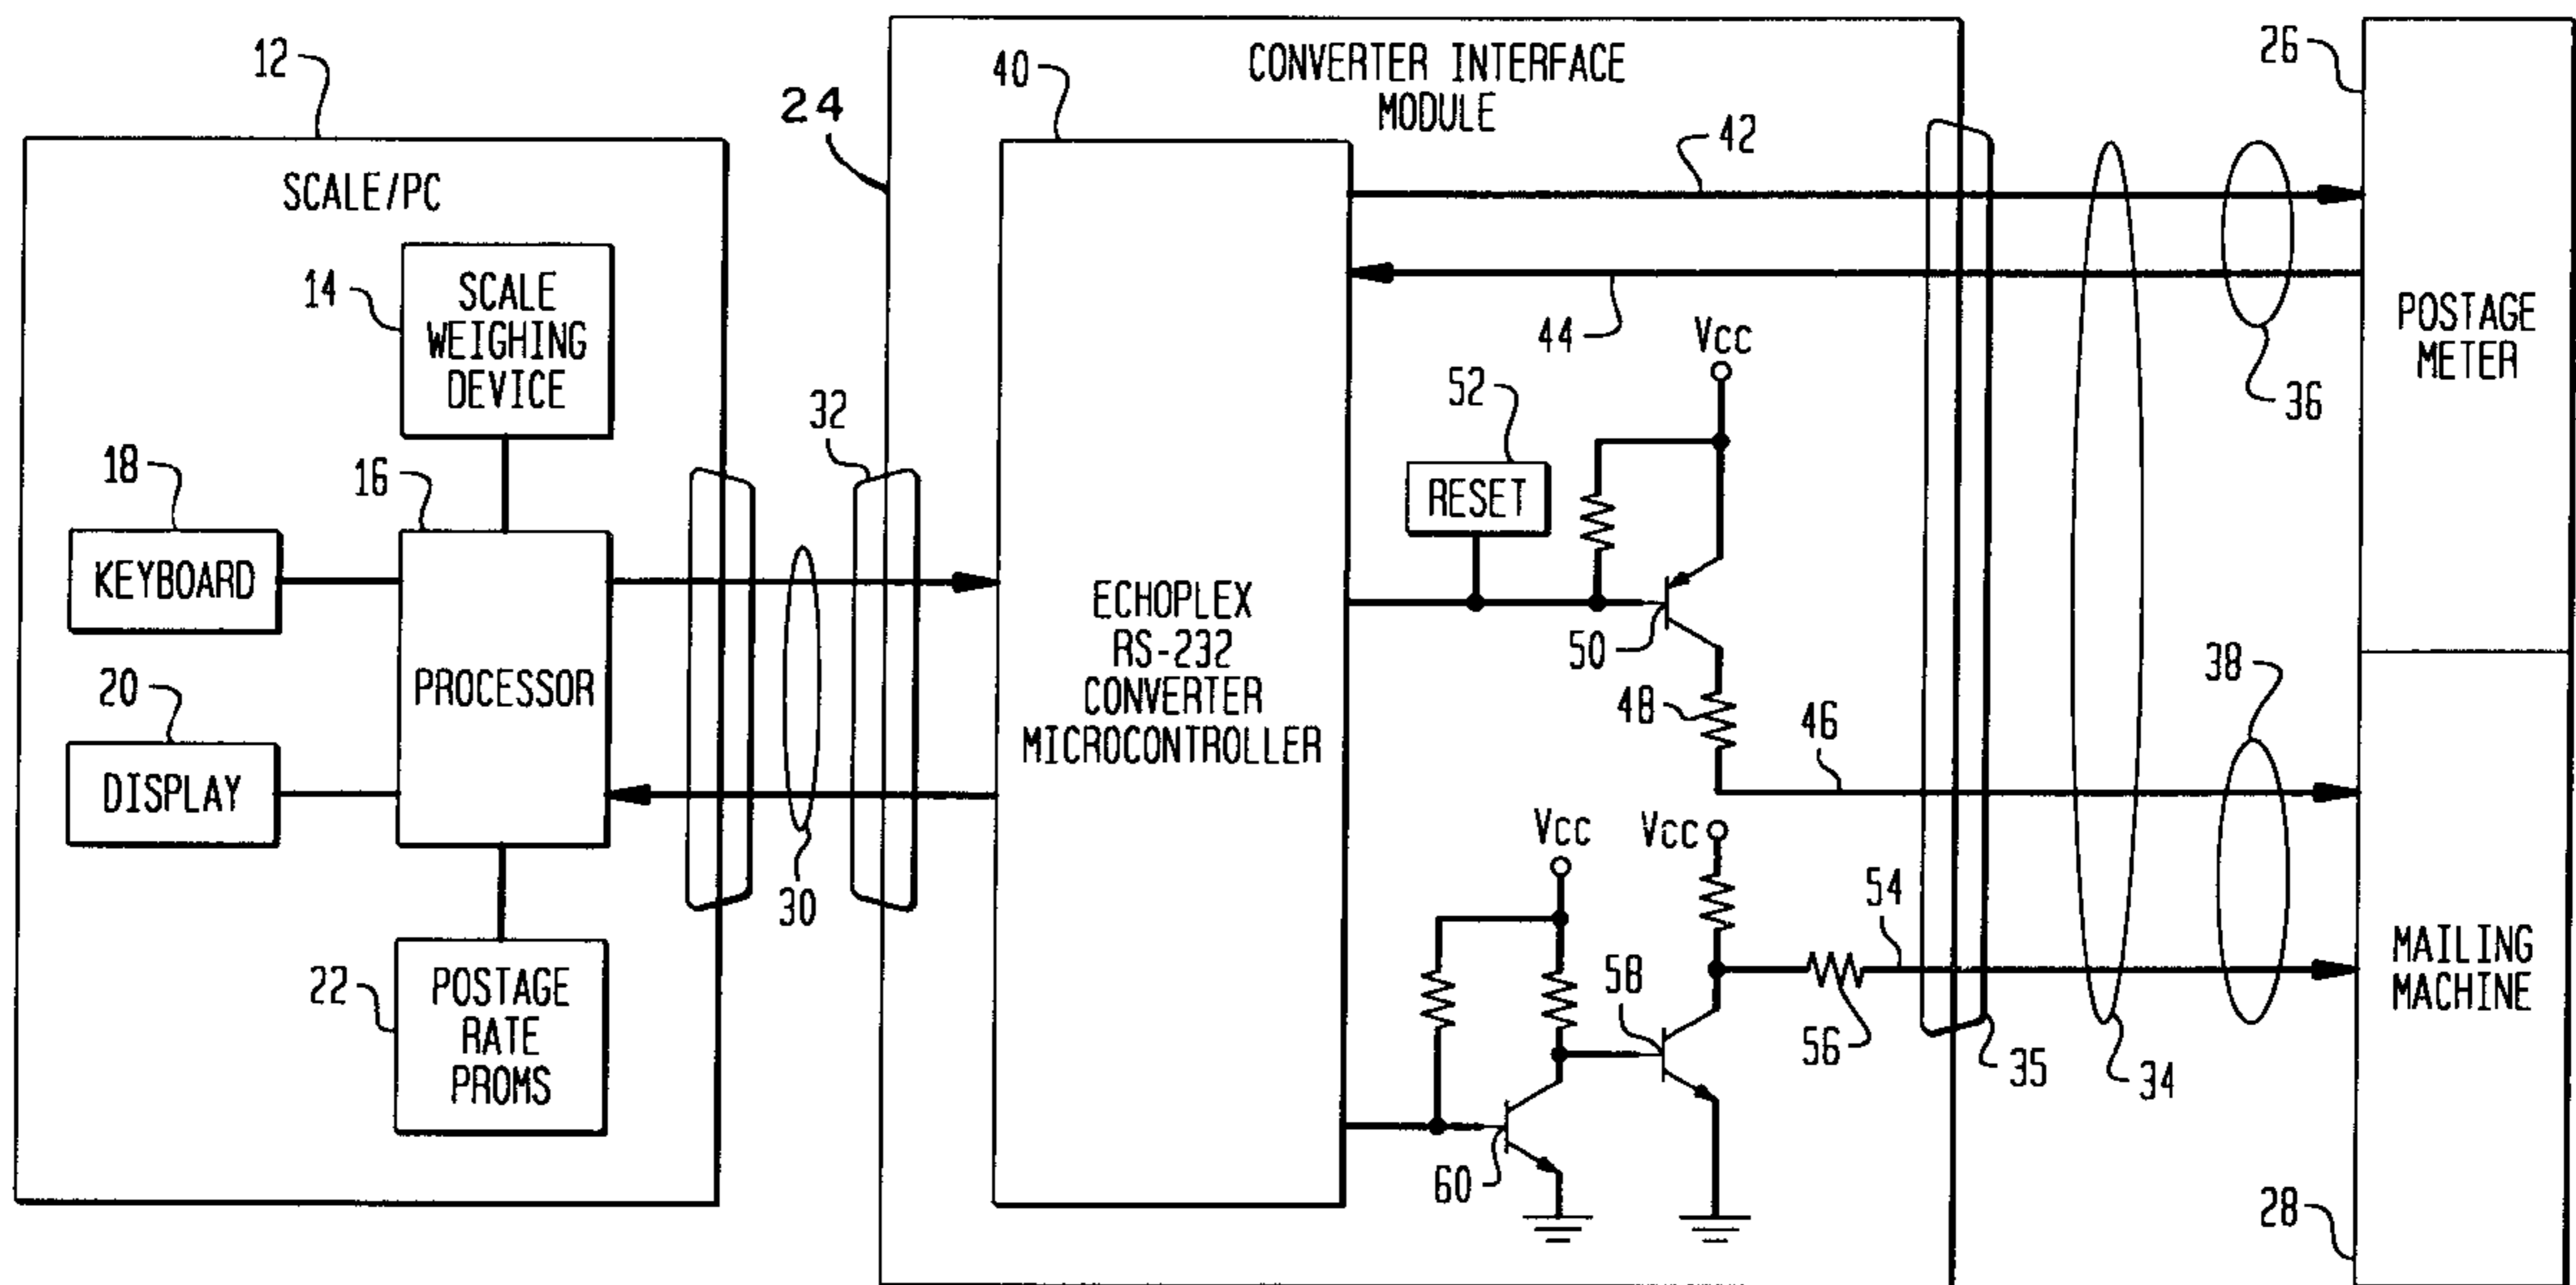 12
SCALE/PC
14
SCALE
WEIGHING
DEVICE
18
KEYBOARD
16
PROCESSOR
20
DISPLAY
22
POSTAGE
RATE
PROMS
30
32
24
CONVERTER INTERFACE
MODULE
40
ECHOPLEX
RS-232
CONVERTER
MICROCONTROLLER
42
44
Vcc
52
RESET
50
48
46
Vcc
Vcc
54
58
56
60
35
34
36
38
26
POSTAGE
METER
MAILING
MACHINE
28